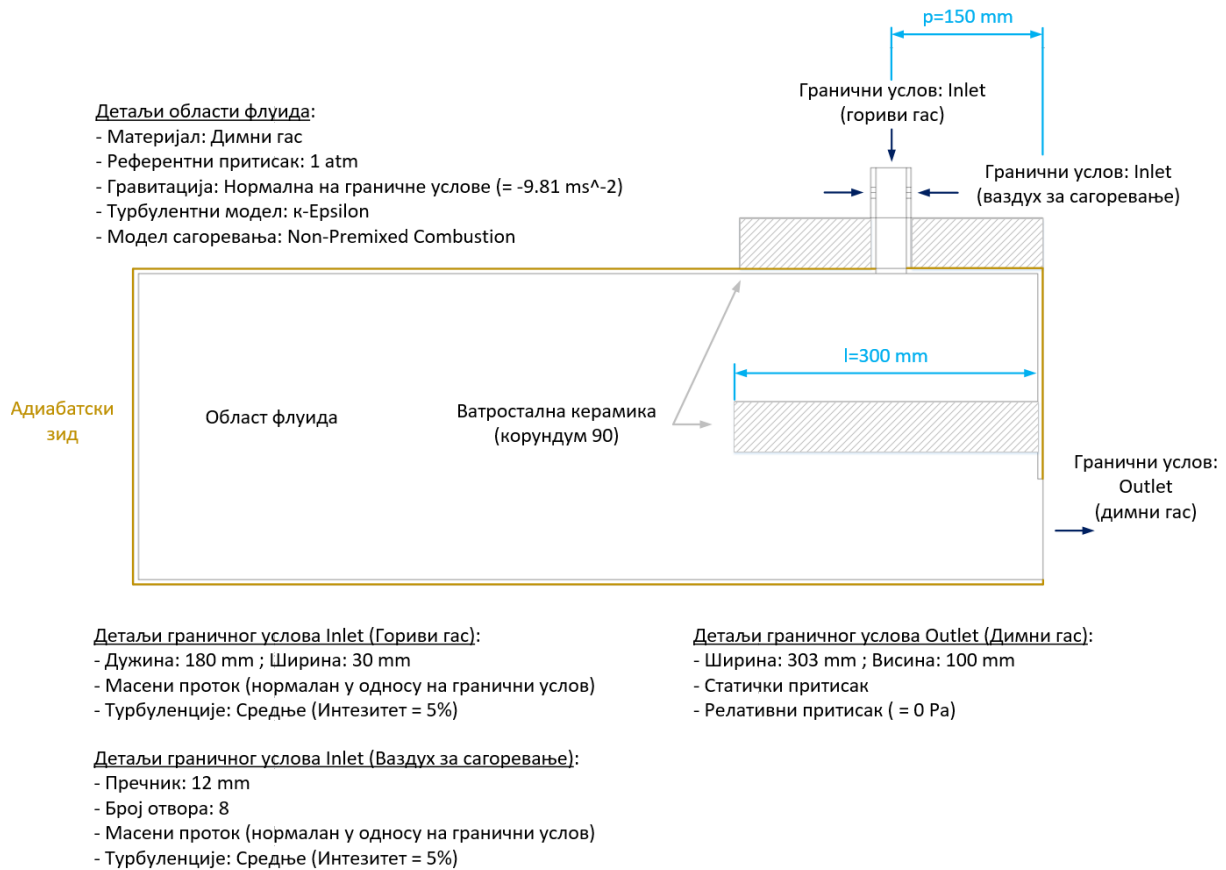 p=150 mm
Гранични услов: Inlet
(гориви гас)
Детаљи области флуида:
- Материјал: Димни гас
- Референтни притисак: 1 atm
- Гравитација: Нормална на граничне услове (= -9.81 ms^-2)
- Турбулентни модел: κ-Epsilon
- Модел сагоревања: Non-Premixed Combustion
Гранични услов: Inlet
(ваздух за сагоревање)
l=300 mm
Адиабатски
зид
Област флуида
Ватростална керамика
(корундум 90)
Гранични услов:
Outlet
(димни гас)
Детаљи граничног условa Inlet (Гориви гас):
- Дужина: 180 mm ; Ширина: 30 mm
- Масени проток (нормалан у односу на гранични услов)
- Турбуленције: Средње (Интезитет = 5%)
Детаљи граничног условa Outlet (Димни гас):
- Ширина: 303 mm ; Висина: 100 mm
- Статички притисак
- Релативни притисак ( = 0 Pa)
Детаљи граничног условa Inlet (Ваздух за сагоревање):
- Пречник: 12 mm
- Број отвора: 8
- Масени проток (нормалан у односу на гранични услов)
- Турбуленције: Средње (Интезитет = 5%)